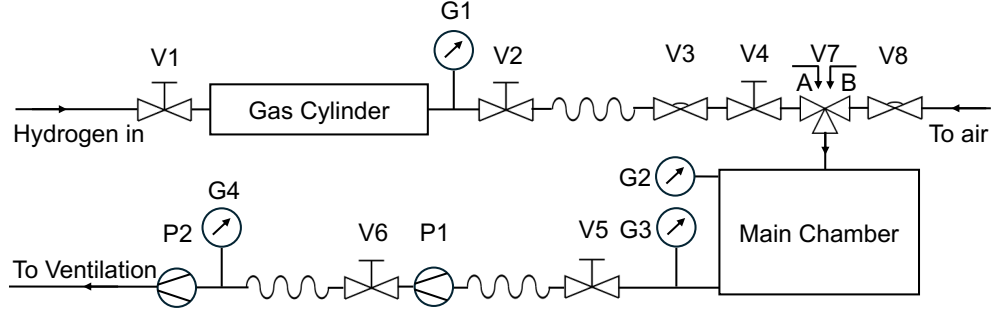 G1
V1
V2
V3
V4
V7
V8
A
B
Gas Cylinder
Hydrogen in
To air
G2
G4
P2
V6
P1
V5
G3
Main Chamber
To Ventilation